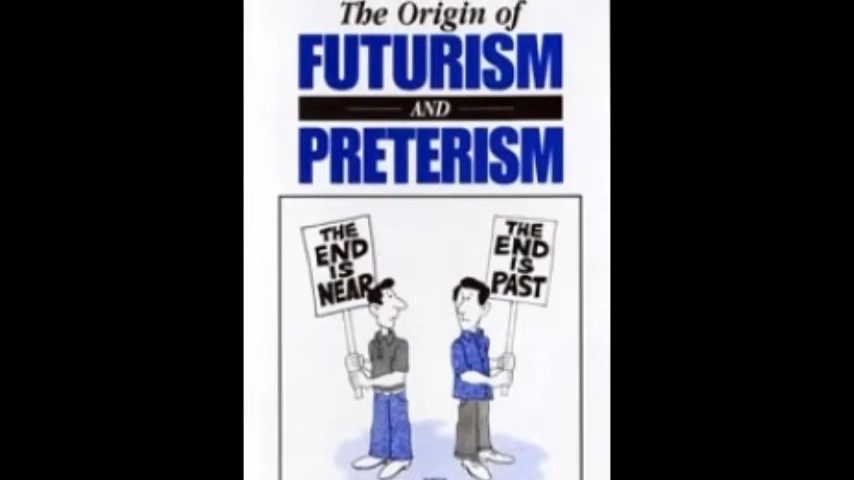 The Origin of
FUTURISM
AND
PRETERISM
THE
END
IS
NEAR
THE
END
IS
PAST